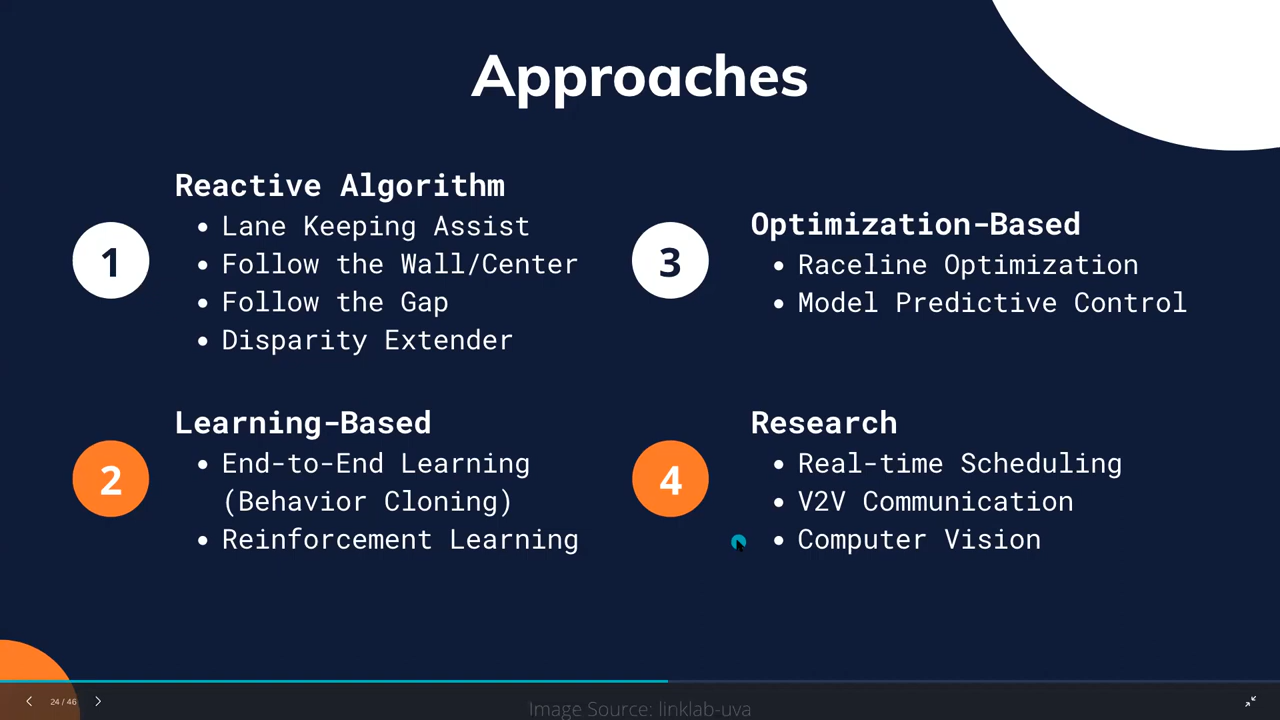 Approaches
1
Reactive Algorithm
• Lane Keeping Assist
• Follow the Wall/Center
• Follow the Gap
• Disparity Extender
2
Learning-Based
• End-to-End Learning
(Behavior Cloning)
• Reinforcement Learning
3
Optimization-Based
• Raceline Optimization
• Model Predictive Control
4
Research
• Real-time Scheduling
• V2V Communication
• Computer Vision
24 / 46
Image Source: linklab-uva